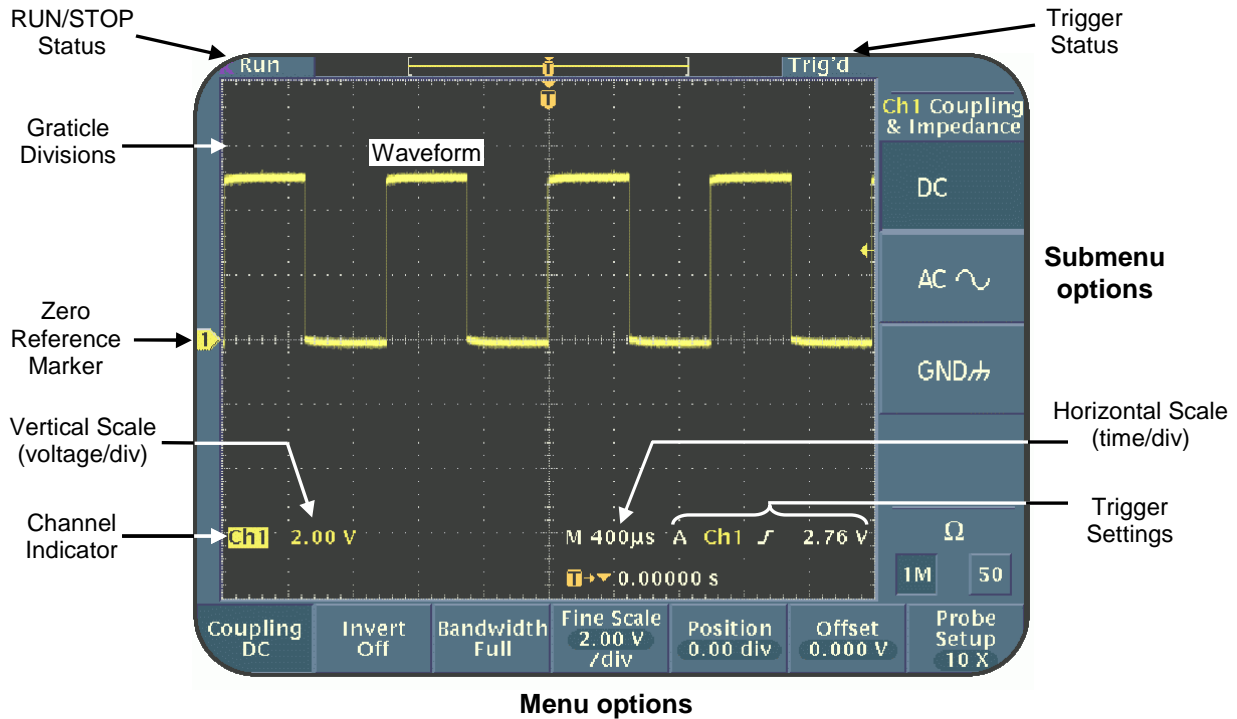 RUN/STOP
Status
Trigger
Status
Run
T
Trig'd
T
Ch1 Coupling
& Impedance
Graticle
Divisions
Waveform
DC
AC
Submenu
options
Zero
Reference
Marker
1
GND
Vertical Scale
(voltage/div)
Horizontal Scale
(time/div)
Trigger
Settings
Channel
Indicator
Ch1 2.00 V
M 400µs A Ch1 2.76 V
Ω
T 0.00000 s
1M 50
Coupling
DC
Invert
Off
Bandwidth
Full
Fine Scale
2.00 V
/div
Position
0.00 div
Offset
0.000 V
Probe
Setup
10 X
Menu options